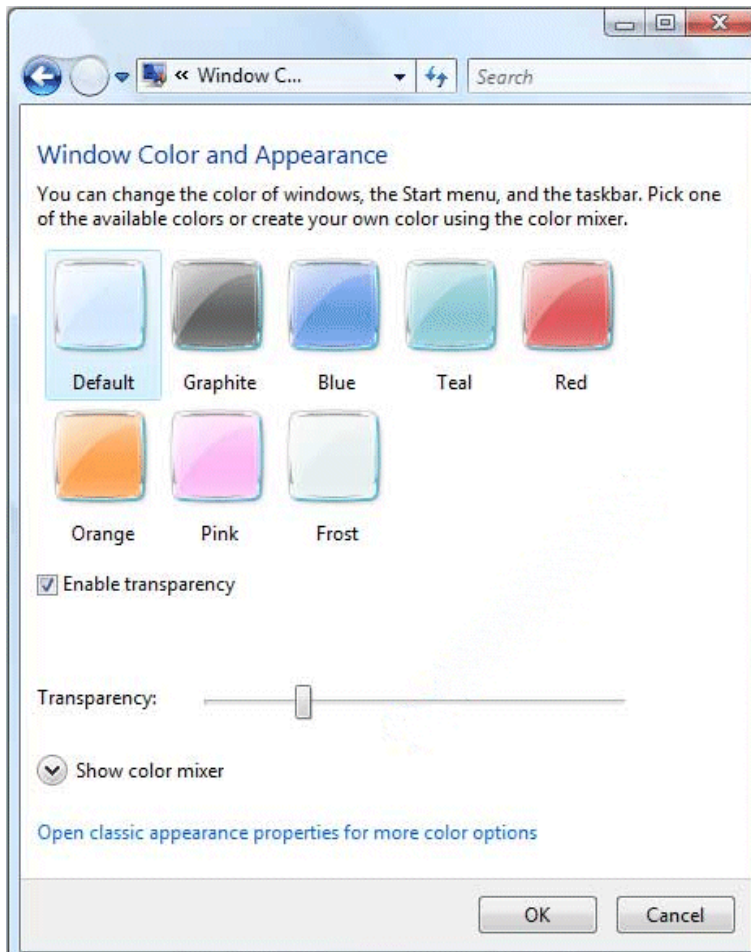 « Window C...
Search
Window Color and Appearance
You can change the color of windows, the Start menu, and the taskbar. Pick one
of the available colors or create your own color using the color mixer.
Default Graphite Blue Teal Red
Orange Pink Frost
Enable transparency
Transparency:
Show color mixer
Open classic appearance properties for more color options
OK Cancel